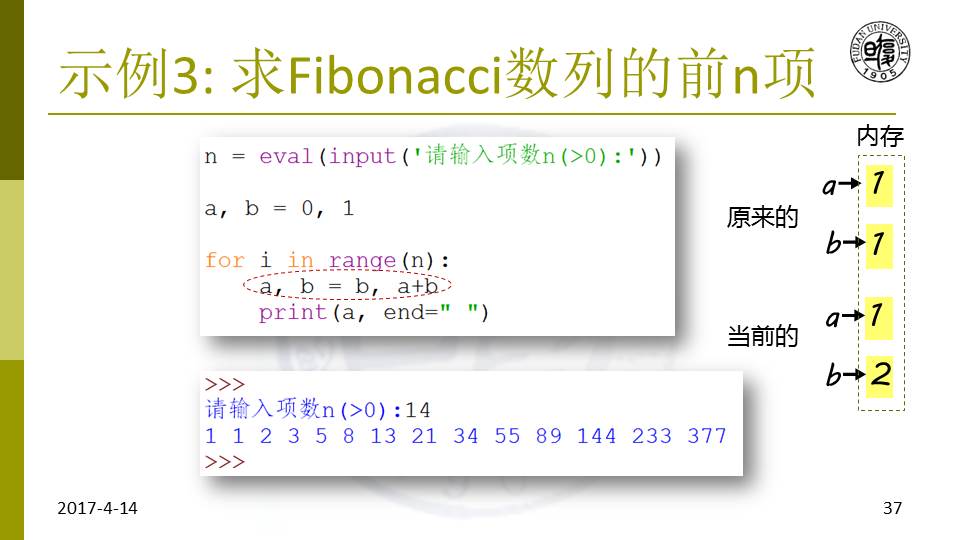 示例3: 求Fibonacci数列的前n项
FUDAN UNIVERSITY
1905
n = eval(input('请输入项数n(>0):'))
a, b = 0, 1
for i in range(n):
    a, b = b, a+b
    print(a, end=" ")
>>>
请输入项数n(>0):14
1 1 2 3 5 8 13 21 34 55 89 144 233 377
>>>
内存
原来的
a→1
b→1
当前的
a→1
b→2
2017-4-14
37